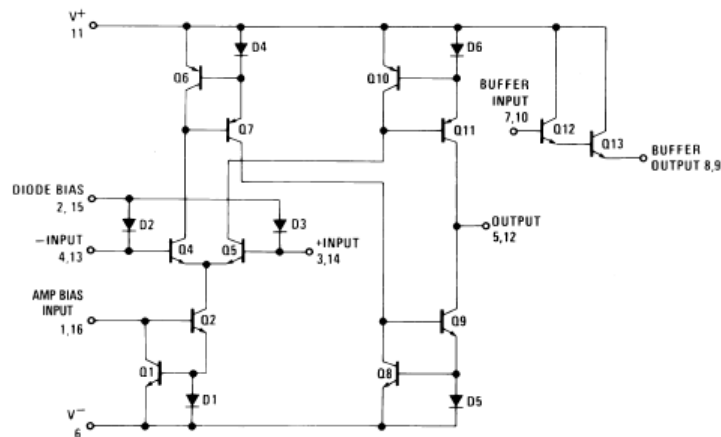 V+
11
D4
D6
Q6
Q10
BUFFER
INPUT
7,10
Q7
Q11
Q12
Q13
BUFFER
OUTPUT 8,9
DIODE BIAS
2, 15
D2
D3
–INPUT
4,13
Q4
Q5
+INPUT
3,14
OUTPUT
5,12
AMP BIAS
INPUT
1,16
Q2
Q9
Q1
D1
Q8
D5
V–
6